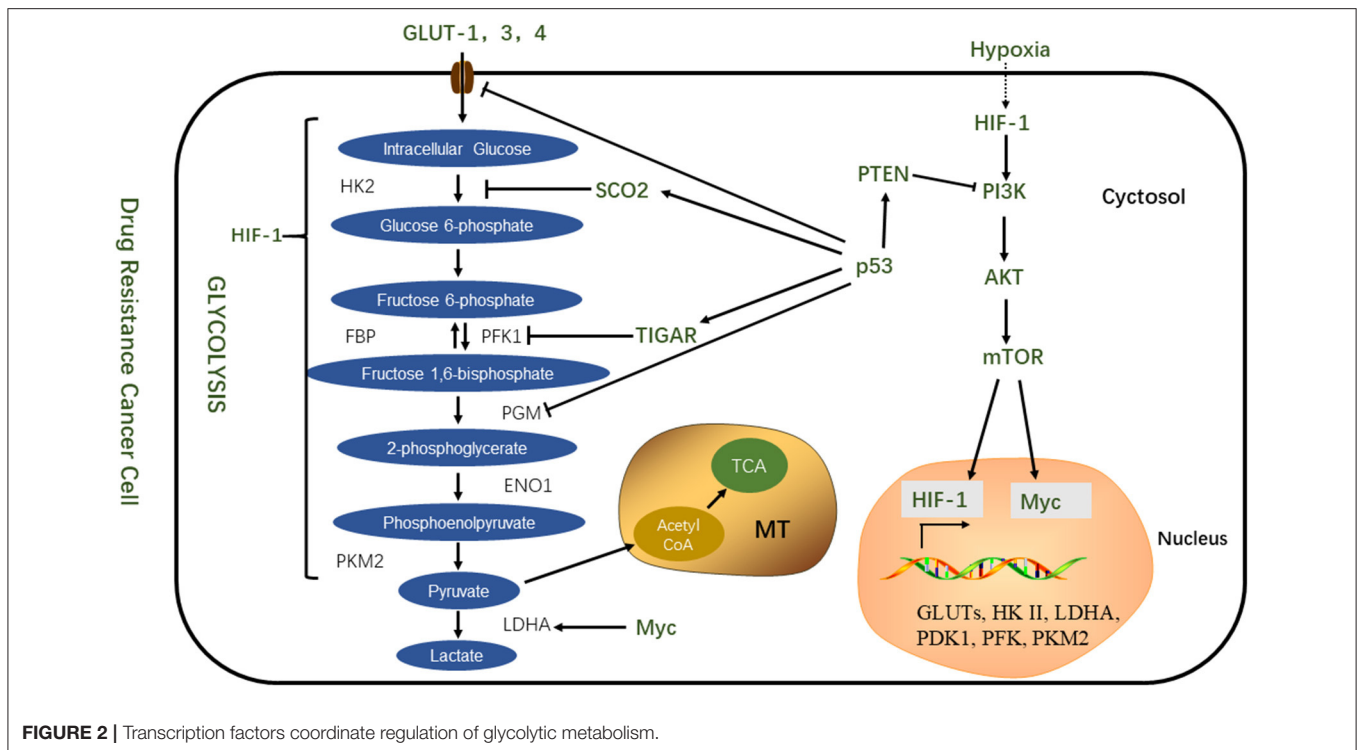 GLUT-1, 3, 4
Hypoxia
HIF-1
Intracellular Glucose
HK2
SCO2
PTEN
PI3K
Cyctosol
Glucose 6-phosphate
HIF-1
Drug Resistance Cancer Cell
GLYCOLYSIS
p53
AKT
Fructose 6-phosphate
FBP
PFK1
TIGAR
mTOR
Fructose 1,6-bisphosphate
PGM
2-phosphoglycerate
TCA
ENO1
HIF-1
Myc
Phosphoenolpyruvate
Acetyl
CoA
MT
Nucleus
PKM2
Pyruvate
GLUTs, HK II, LDHA,
PDK1, PFK, PKM2
LDHA
Myc
Lactate
FIGURE 2 | Transcription factors coordinate regulation of glycolytic metabolism.